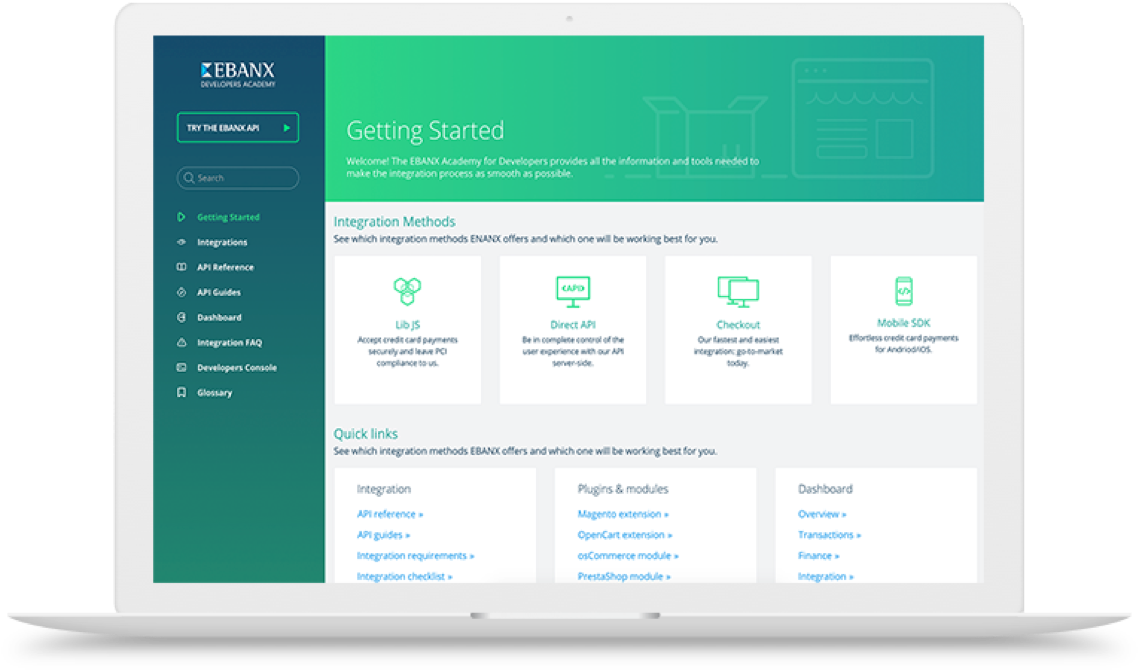 EBANX
DEVELOPERS ACADEMY
TRY THE EBANX API
Search
Getting Started
Integrations
API Reference
API Guides
Dashboard
Integration FAQ
Developers Console
Glossary
Getting Started
Welcome! The EBANX Academy for Developers provides all the information and tools needed to
make the integration process as smooth as possible.
Integration Methods
See which integration methods ENANX offers and which one will be working best for you.
Lib JS
Accept credit card payments
securely and leave PCI
compliance to us.
<API>
Direct API
Be in complete control of the
user experience with our API
server-side.
Checkout
Our fastest and easiest
integration; go-to-market
today.
</>
Mobile SDK
Effortless credit card payments
for Andriod/iOS.
Quick links
See which integration methods EBANX offers and which one will be working best for you.
Integration
API reference »
API guides »
Integration requirements »
Integration checklist »
Plugins & modules
Magento extension »
OpenCart extension »
osCommerce module »
PrestaShop module »
Dashboard
Overview »
Transactions »
Finance »
Integration »